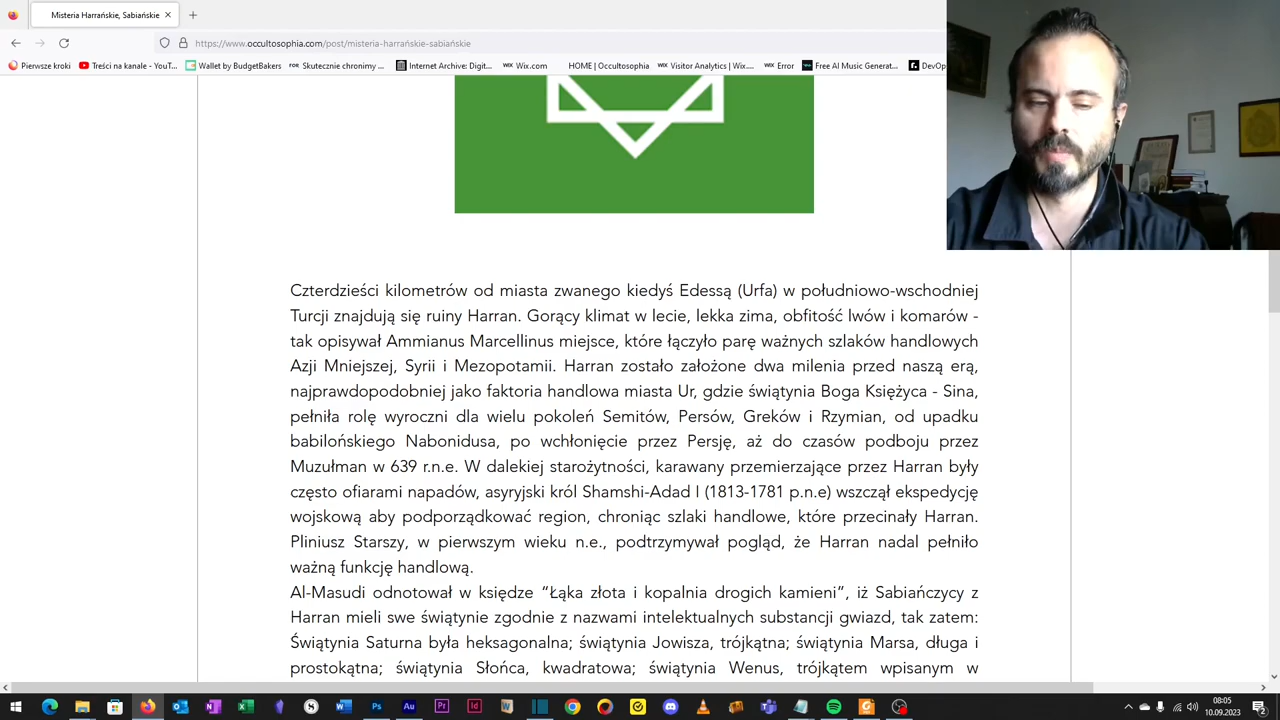 Misteria Harrańskie, Sabiańskie
https://www.occultosophia.com/post/misteria-harrańskie-sabiańskie
Pierwsze kroki
Treści na kanale - YouT...
Wallet by BudgetBakers
FOR Skutecznie chronimy ...
Internet Archive: Digit...
WIX Wix.com
HOME | Occultosophia
WIX Visitor Analytics | Wix....
WIX Error
Free AI Music Generat...
DevOp
Czterdzieści kilometrów od miasta zwanego kiedyś Edessą (Urfa) w południowo-wschodniej
Turcji znajdują się ruiny Harran. Gorący klimat w lecie, lekka zima, obfitość lwów i komarów -
tak opisywał Ammianus Marcellinus miejsce, które łączyło parę ważnych szlaków handlowych
Azji Mniejszej, Syrii i Mezopotamii. Harran zostało założone dwa milenia przed naszą erą,
najprawdopodobniej jako faktoria handlowa miasta Ur, gdzie świątynia Boga Księżyca - Sina,
pełniła rolę wyroczni dla wielu pokoleń Semitów, Persów, Greków i Rzymian, od upadku
babilońskiego Nabonidusa, po wchłonięcie przez Persję, aż do czasów podboju przez
Muzułman w 639 r.n.e. W dalekiej starożytności, karawany przemierzające przez Harran były
często ofiarami napadów, asyryjski król Shamshi-Adad I (1813-1781 p.n.e) wszczął ekspedycję
wojskową aby podporządkować region, chroniąc szlaki handlowe, które przecinały Harran.
Pliniusz Starszy, w pierwszym wieku n.e., podtrzymywał pogląd, że Harran nadal pełniło
ważną funkcję handlową.
Al-Masudi odnotował w księdze “Łąka złota i kopalnia drogich kamieni”, iż Sabiańczycy z
Harran mieli swe świątynie zgodnie z nazwami intelektualnych substancji gwiazd, tak zatem:
Świątynia Saturna była heksagonalna; świątynia Jowisza, trójkątna; świątynia Marsa, długa i
prostokątna; świątynia Słońca, kwadratowa; świątynia Wenus, trójkątem wpisanym w
08:05
10.09.2023